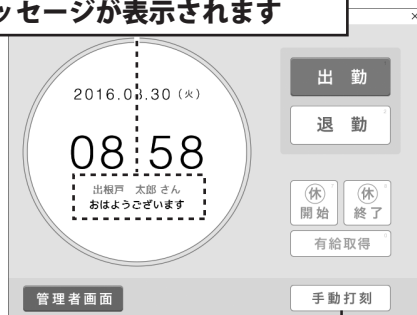 ッセージが表示されます
2016.08.30（火）
08:58
出根戸　太郎 さん
おはようございます
出　勤
退　勤
休
開始
休
終了
有給取得
管理者画面
手動打刻